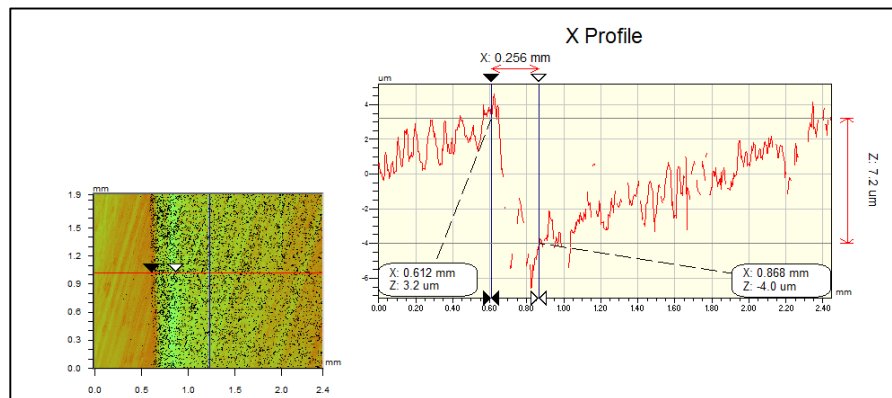 X Profile
X: 0.256 mm
um
4
2
0
-2
-4
-6
0.00 0.20 0.40 0.60 0.80 1.00 1.20 1.40 1.60 1.80 2.00 2.20 2.40
mm
Z: 7.2 um
X: 0.612 mm
Z: 3.2 um
X: 0.868 mm
Z: -4.0 um
mm
1.9
1.5
1.2
0.9
0.6
0.3
0.0
mm
0.0 0.5 1.0 1.5 2.0 2.4